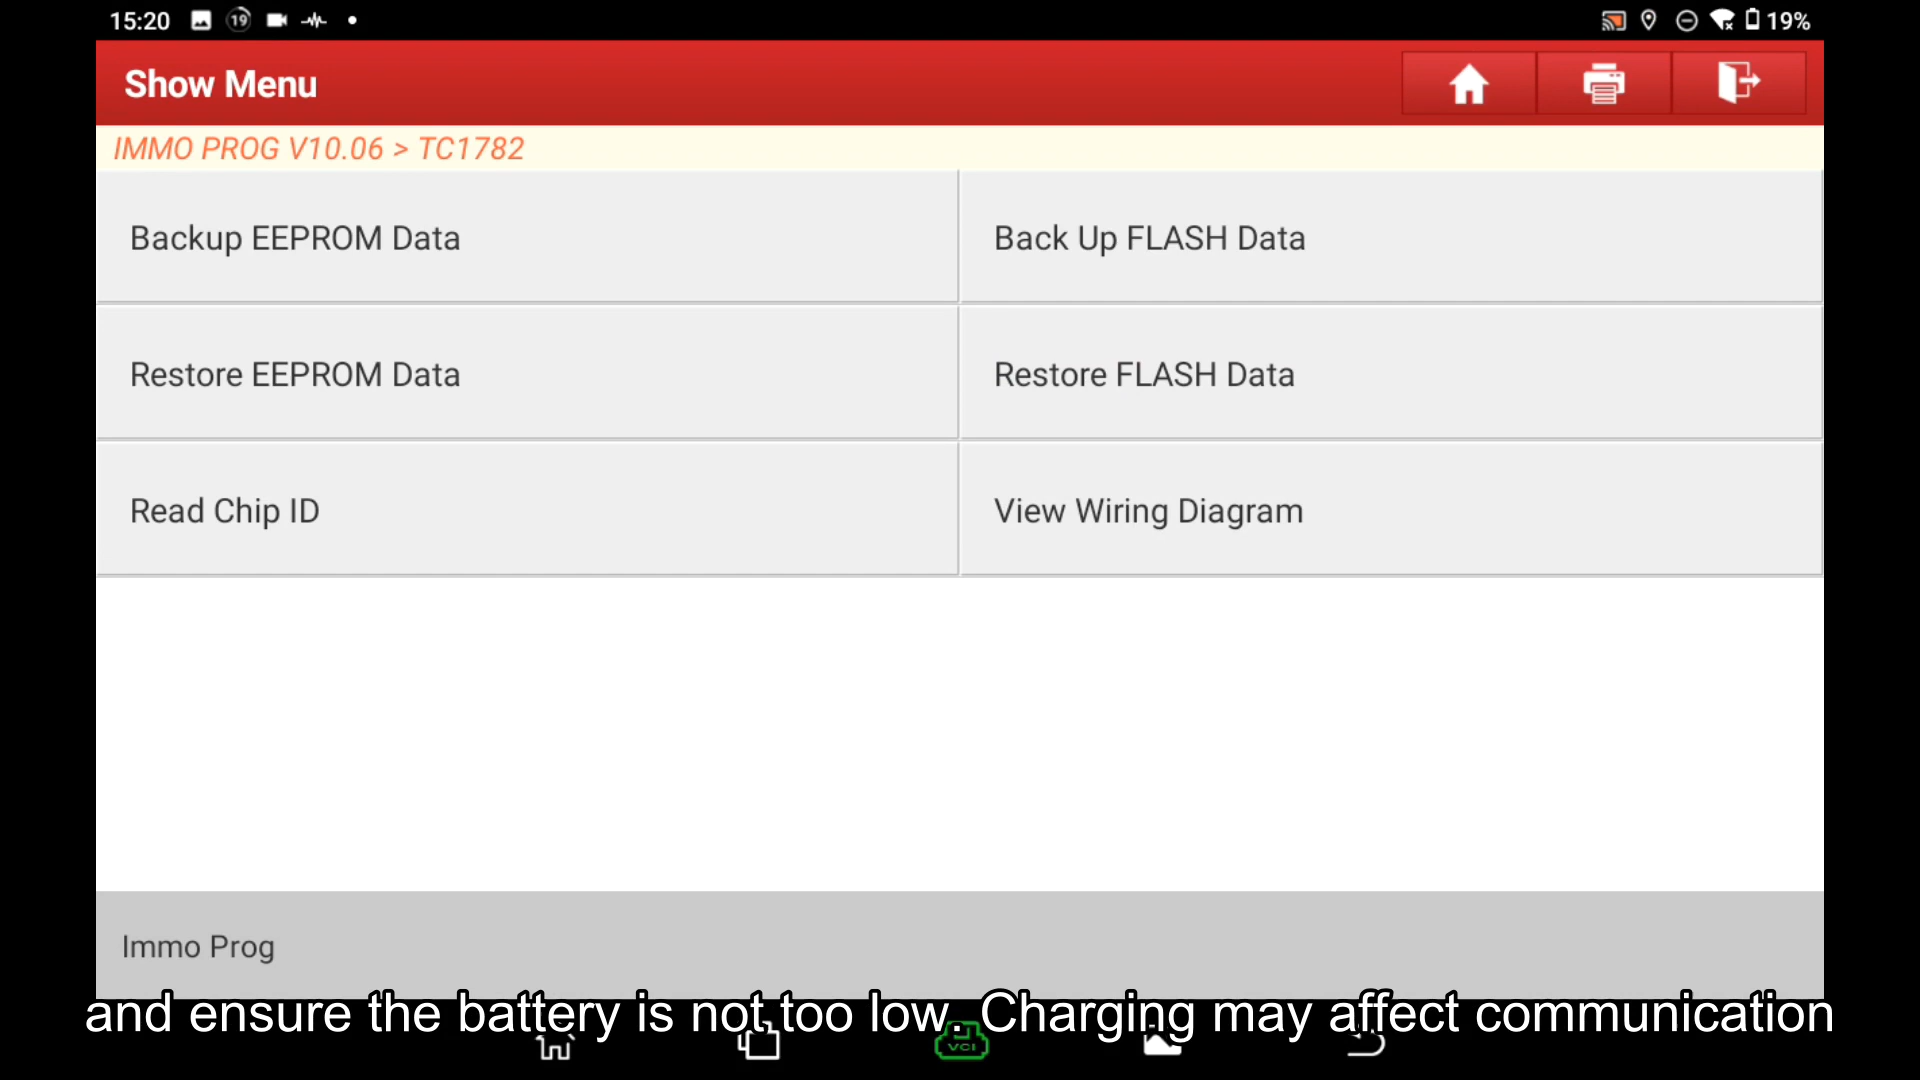 15:20 19 19%
Show Menu
IMMO PROG V10.06 > TC1782
Backup EEPROM Data Back Up FLASH Data
Restore EEPROM Data Restore FLASH Data
Read Chip ID View Wiring Diagram
Immo Prog
and ensure the battery is not too low. Charging may affect communication
VCI